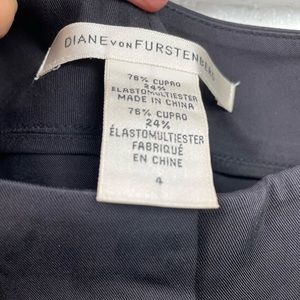 DIANE VON FURSTENBERG
76% CUPRO
24%
ELASTOMULTIESTER
MADE IN CHINA
76% CUPRO
24%
ÉLASTOMULTIESTER
FABRIQUÉ
EN CHINE
4